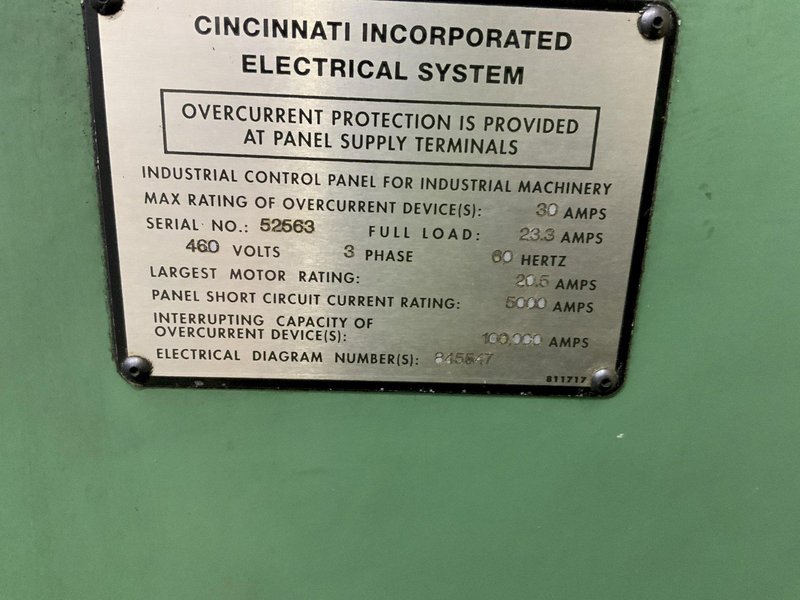 CINCINNATI INCORPORATED
ELECTRICAL SYSTEM
OVERCURRENT PROTECTION IS PROVIDED
AT PANEL SUPPLY TERMINALS
INDUSTRIAL CONTROL PANEL FOR INDUSTRIAL MACHINERY
MAX RATING OF OVERCURRENT DEVICE(S): 30 AMPS
SERIAL NO.: 52563 FULL LOAD: 23.3 AMPS
460 VOLTS 3 PHASE 60 HERTZ
LARGEST MOTOR RATING: 20.5 AMPS
PANEL SHORT CIRCUIT CURRENT RATING: 5000 AMPS
INTERRUPTING CAPACITY OF
OVERCURRENT DEVICE(S): 100,000 AMPS
ELECTRICAL DIAGRAM NUMBER(S): 845547
811717